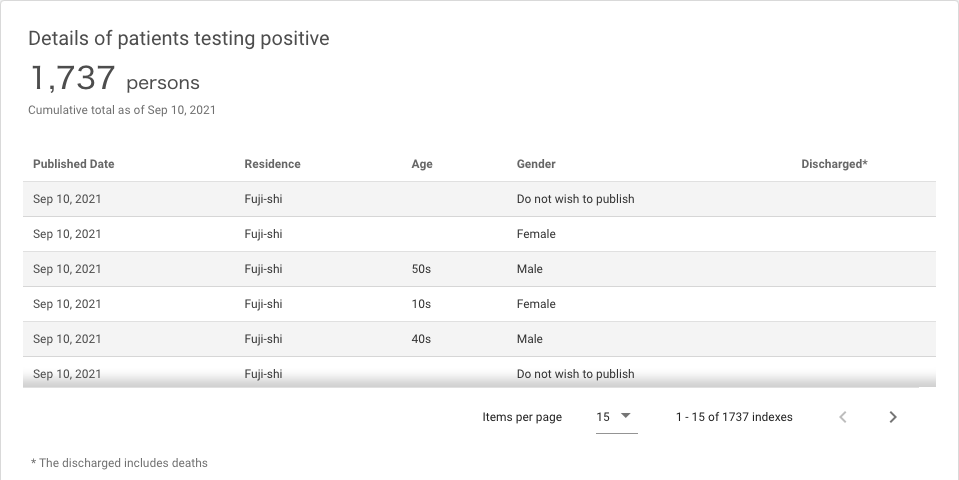 Details of patients testing positive
1,737 persons
Cumulative total as of Sep 10, 2021
Published Date Residence Age Gender Discharged*
Sep 10, 2021 Fuji-shi Do not wish to publish
Sep 10, 2021 Fuji-shi Female
Sep 10, 2021 Fuji-shi 50s Male
Sep 10, 2021 Fuji-shi 10s Female
Sep 10, 2021 Fuji-shi 40s Male
Sep 10, 2021 Fuji-shi Do not wish to publish
Items per page 15 1 - 15 of 1737 indexes
* The discharged includes deaths